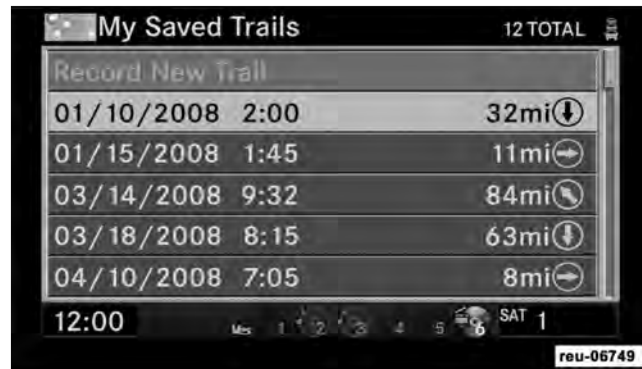 My Saved Trails 12 TOTAL
Record New Trail
01/10/2008 2:00 32mi
01/15/2008 1:45 11mi
03/14/2008 9:32 84mi
03/18/2008 8:15 63mi
04/10/2008 7:05 8mi
12:00 Mes 1 2 3 4 5 6 SAT 1
reu-06749